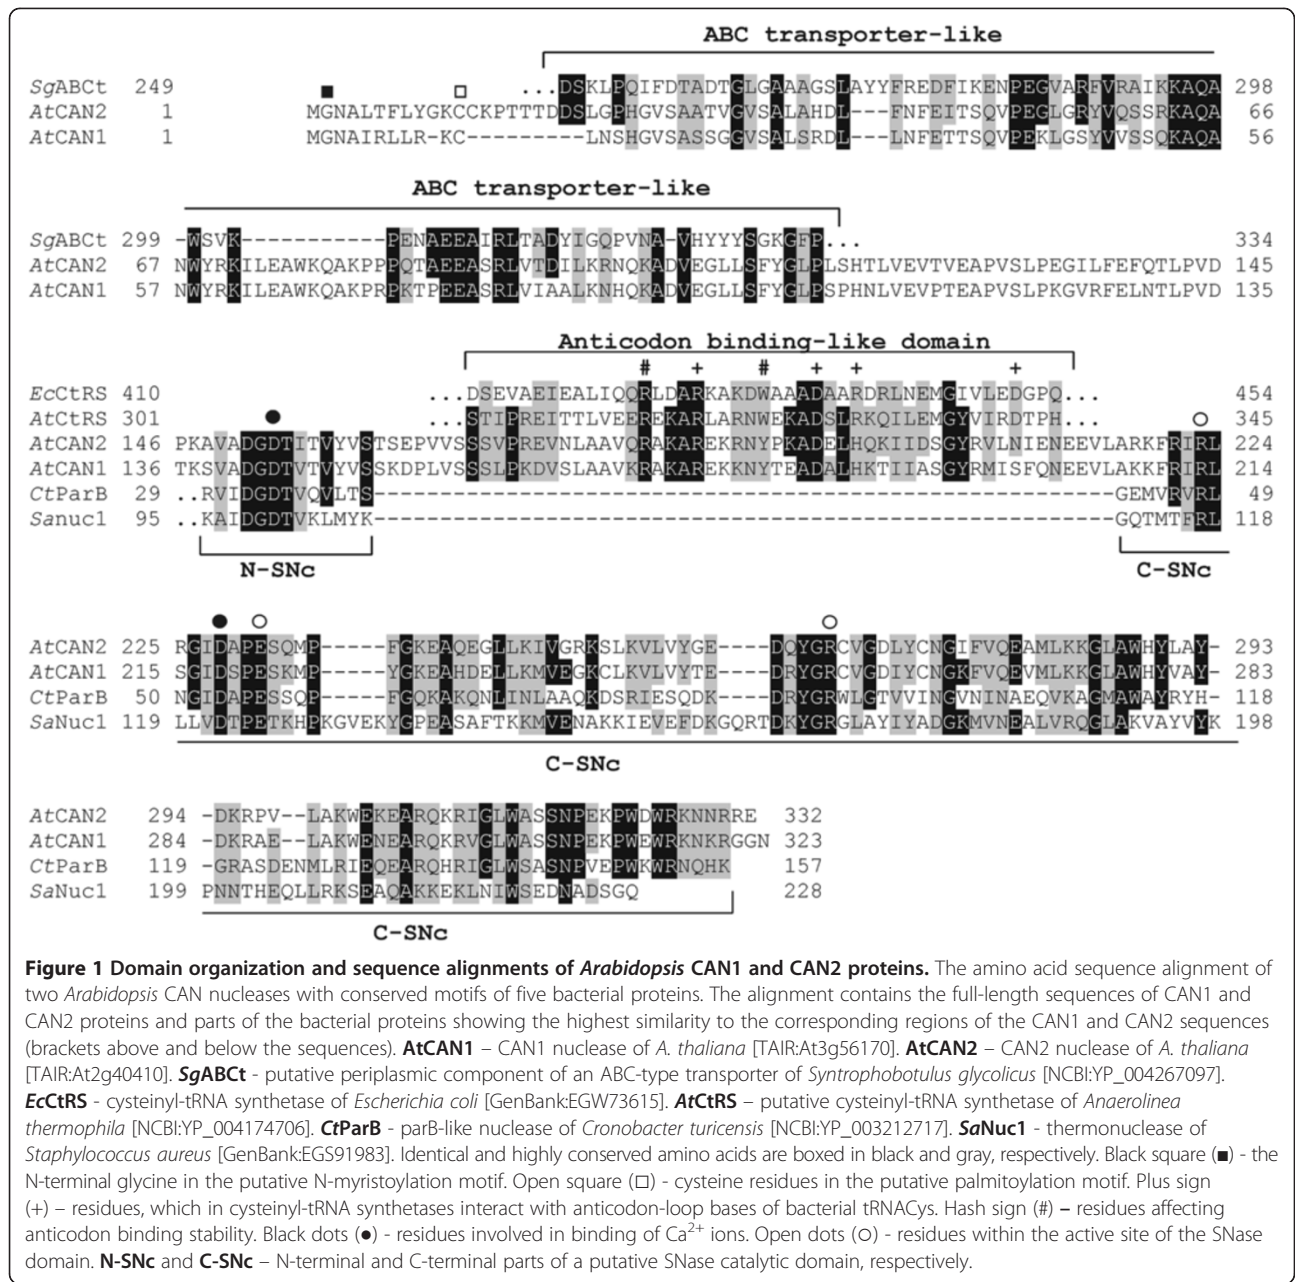 ABC transporter-like
■ □
SgABCt 249 ...DSKLPQIFDTADTGLGAAAGSLAYYFREDFIKENPEGVARFVRAIKKAQA 298
AtCAN2 1 MGNALTFLYGKCCKPTTTDDSLGPHGVSAATVGVSALAHDL---FNFEITSQVPEGLGRYVQSSRKAQA 66
AtCAN1 1 MGNAIRLLR-KC---------LNSHGVSASSGGVSALSRDL---LNFETTSQVPEKLGSYVVSSQKAQA 56
ABC transporter-like
SgABCt 299 -WSVK-----------PENAEEAIRLTADYIGQPVNA-VHYYYSGKGFP... 334
AtCAN2 67 NWYRKILEAWKQAKPPPQTAEEASRLVTDILKRNQKADVEGLLSFYGLPLSHTLVEVTVEAPVSLPEGILFEFQTLPVD 145
AtCAN1 57 NWYRKILEAWKQAKPRPKTPEEASRLVIAALKNHQKADVEGLLSFYGLPSPHNLVEVPTEAPVSLPKGVRFELNTLPVD 135
Anticodon binding-like domain
# + # + + +
EcCtRS 410 ...DSEVAEIEALIQQRLDARKAKDWAAADAARDRLNEMGIVLEDGPQ... 454
AtCtRS 301 ● ...STIPREITTLVEEREKARLARNWEKADSLRKQILEMGYVIRDTPH... ○ 345
AtCAN2 146 PKAVADGDTITVYVSTSEPVVSSSVPREVNLAAVQRAKAREKRNYPKADELHQKIIDSGYRVLNIENEEVLARKFRIRL 224
AtCAN1 136 TKSVADGDTVTVYVSSKDPLVSSSLPKDVSLAAVKRAKAREKKNYTEADALHKTIIASGYRMISFQNEEVLAKKFRIRL 214
CtParB 29 ..RVIDGDTVQVLTS--------------------------------------------------------GEMVRVRL 49
Sanuc1 95 ..KAIDGDTVKLMYK--------------------------------------------------------GQTMTFRL 118
N-SNc C-SNc
● ○ ○
AtCAN2 225 RGIDAPESQMP-----FGKEAQEGLLKIVGRKSLKVLVYGE----DQYGRCVGDLYCNGIFVQEAMLKKGLAWHYLAY- 293
AtCAN1 215 SGIDSPESKMP-----YGKEAHDELLKMVEGKCLKVLVYTE----DQYGRCVGDIYCNGKFVQEVMLKKGLAWHYVAY- 283
CtParB 50 NGIDAPESSQP-----FGQKAKQNLINLAAQKDSRIESQDK----DRYGRWLGTVVINGVNINAEQVKAGMAWAYRYH- 118
SaNuc1 119 LLVDTPETKHPKGVEKYGPEASAFTKKMVENAKKIEVEFDKGQRTDKYGRGLAYIYADGKMVNEALVRQGLAKVAYVYK 198
C-SNc
AtCAN2 294 -DKRPV--LAKWEKEARQKRIGLWASSNPEKPWDWRKNNRRE 332
AtCAN1 284 -DKRAE--LAKWENEARQKRVGLWASSNPEKPWEWRKNKRGGN 323
CtParB 119 -GRASDENMLRIEQEARQHRIGLWSASNPVEPWKWRNQHK 157
SaNuc1 199 PNNTHEQLLRKSEAQAKKEKLNIWSEDNADSGQ 228
C-SNc
Figure 1 Domain organization and sequence alignments of Arabidopsis CAN1 and CAN2 proteins. The amino acid sequence alignment of
two Arabidopsis CAN nucleases with conserved motifs of five bacterial proteins. The alignment contains the full-length sequences of CAN1 and
CAN2 proteins and parts of the bacterial proteins showing the highest similarity to the corresponding regions of the CAN1 and CAN2 sequences
(brackets above and below the sequences). AtCAN1 – CAN1 nuclease of A. thaliana [TAIR:At3g56170]. AtCAN2 – CAN2 nuclease of A. thaliana
[TAIR:At2g40410]. SgABCt - putative periplasmic component of an ABC-type transporter of Syntrophobotulus glycolicus [NCBI:YP_004267097].
EcCtRS - cysteinyl-tRNA synthetase of Escherichia coli [GenBank:EGW73615]. AtCtRS – putative cysteinyl-tRNA synthetase of Anaerolinea
thermophila [NCBI:YP_004174706]. CtParB - parB-like nuclease of Cronobacter turicensis [NCBI:YP_003212717]. SaNuc1 - thermonuclease of
Staphylococcus aureus [GenBank:EGS91983]. Identical and highly conserved amino acids are boxed in black and gray, respectively. Black square (■) - the
N-terminal glycine in the putative N-myristoylation motif. Open square (□) - cysteine residues in the putative palmitoylation motif. Plus sign
(+) – residues, which in cysteinyl-tRNA synthetases interact with anticodon-loop bases of bacterial tRNACys. Hash sign (#) – residues affecting
anticodon binding stability. Black dots (●) - residues involved in binding of Ca2+ ions. Open dots (○) - residues within the active site of the SNase
domain. N-SNc and C-SNc – N-terminal and C-terminal parts of a putative SNase catalytic domain, respectively.